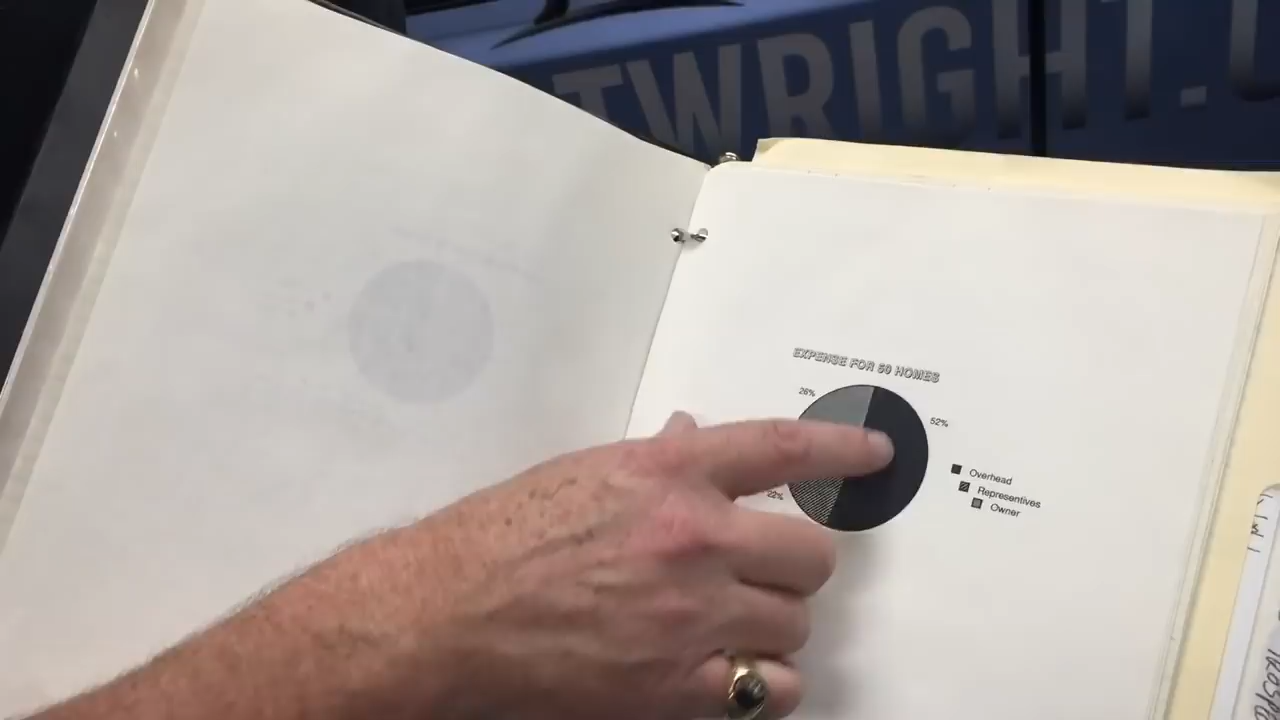 TWRIGHT.C
EXPENSE FOR 50 HOMES
26%
52%
22%
Overhead
Representives
Owner